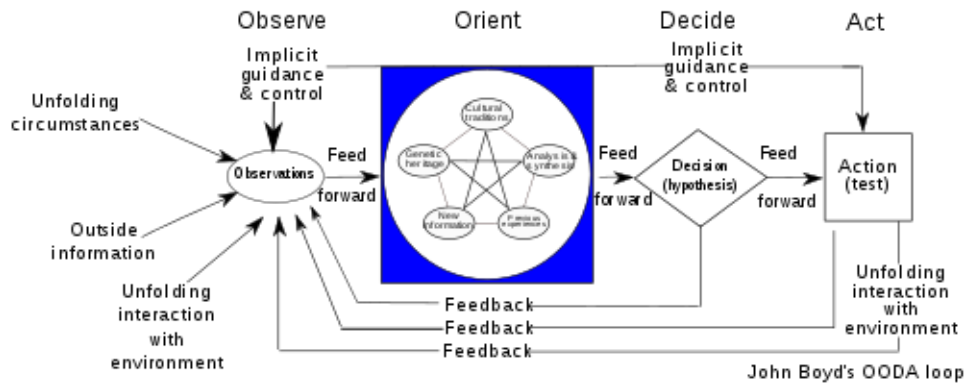 Observe
Orient
Decide
Act
Implicit
guidance
& control
Implicit
guidance
& control
Unfolding
circumstances
Observations
Feed
forward
Cultural
traditions
Genetic
heritage
Analysis &
synthesis
New
information
Previous
experiences
Feed
forward
Decision
(hypothesis)
Feed
forward
Action
(test)
Outside
information
Unfolding
interaction
with
environment
Unfolding
interaction
with
environment
Feedback
Feedback
Feedback
John Boyd's OODA loop